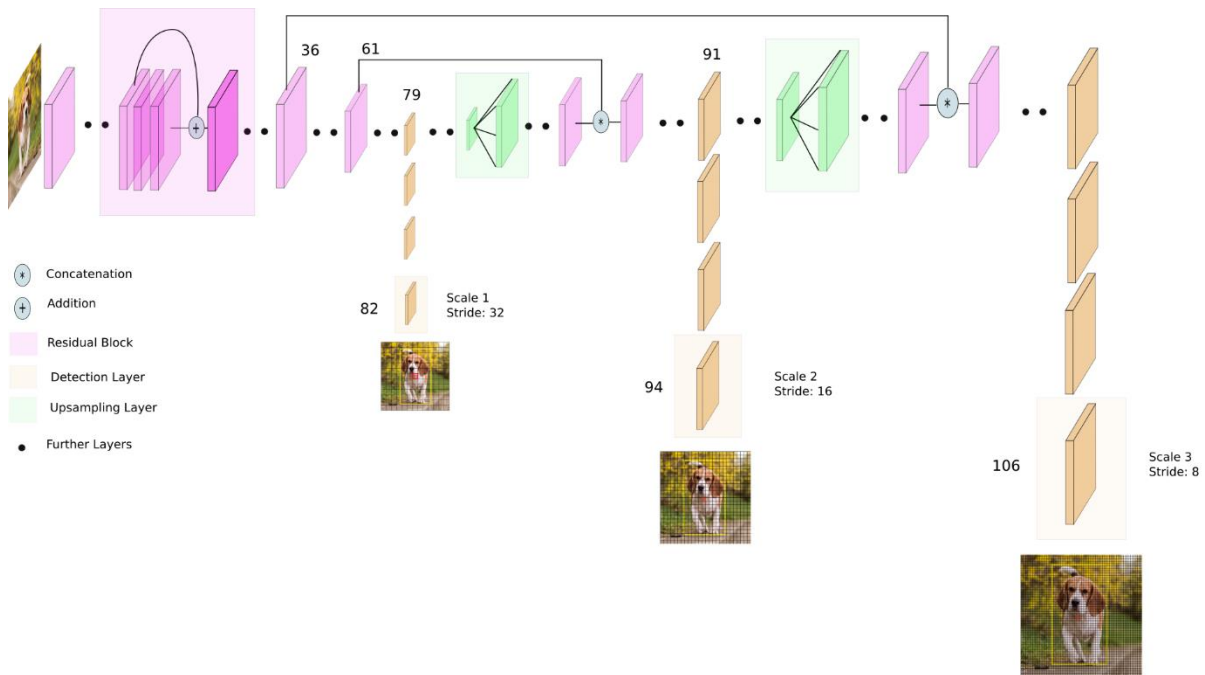 36
61
91
79
*
+
*
*
*
Concatenation
+
Addition
Residual Block
Detection Layer
Upsampling Layer
Further Layers
82
Scale 1
Stride: 32
94
Scale 2
Stride: 16
106
Scale 3
Stride: 8